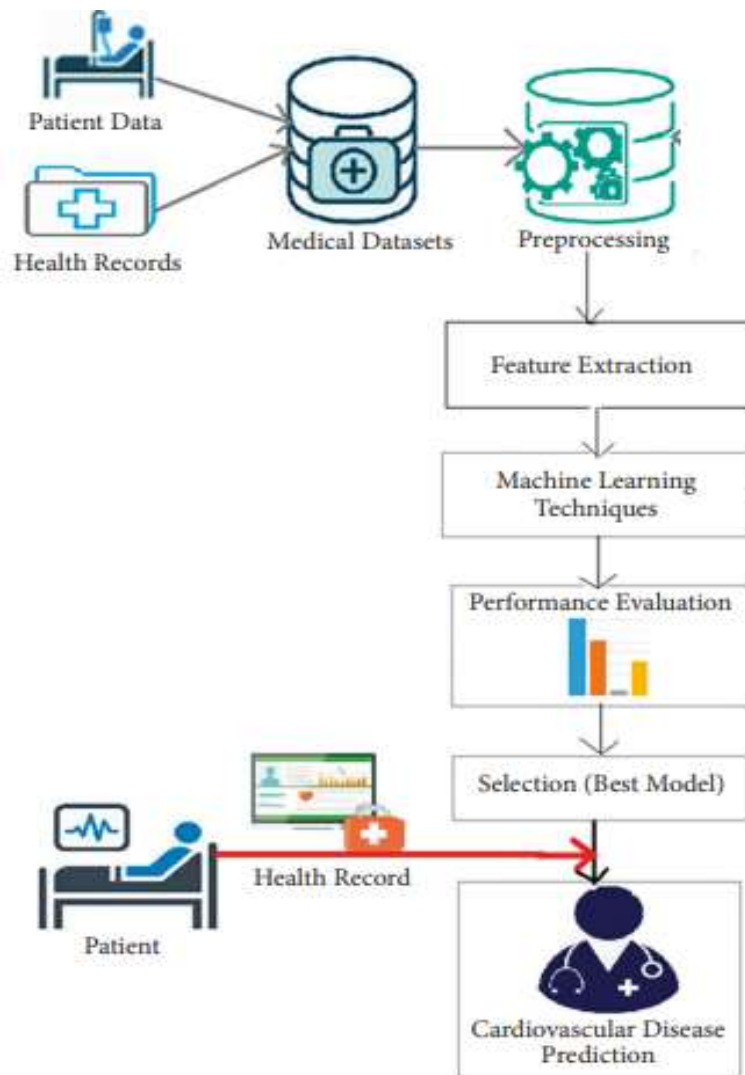 Patient Data
Health Records
Medical Datasets
Preprocessing
Feature Extraction
Machine Learning
Techniques
Performance Evaluation
Selection (Best Model)
Health Record
Patient
Cardiovascular Disease
Prediction